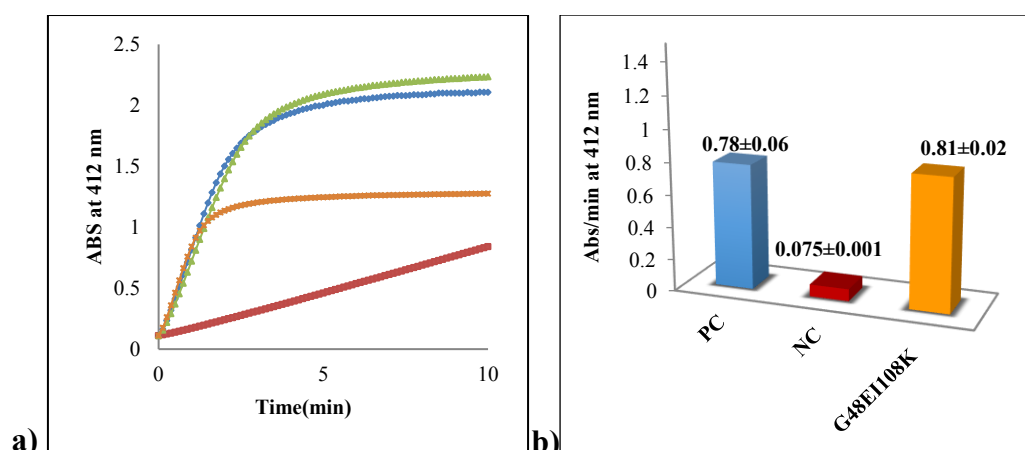 ABS at 412 nm
2.5
2
1.5
1
0.5
0
0
5
10
Time(min)
a)
Abs/min at 412 nm
1.4
1.2
1
0.8
0.6
0.4
0.2
0
0.78±0.06
0.075±0.001
0.81±0.02
PC
NC
G48EI108K
b)